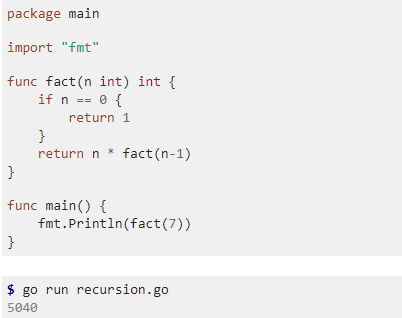 package main
import "fmt"
func fact(n int) int {
    if n == 0 {
        return 1
    }
    return n * fact(n-1)
}
func main() {
    fmt.Println(fact(7))
}
$ go run recursion.go
5040